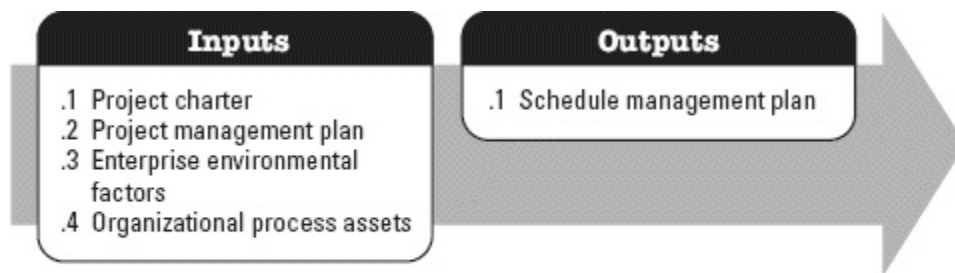 Inputs
.1 Project charter
.2 Project management plan
.3 Enterprise environmental
factors
.4 Organizational process assets
Outputs
.1 Schedule management plan